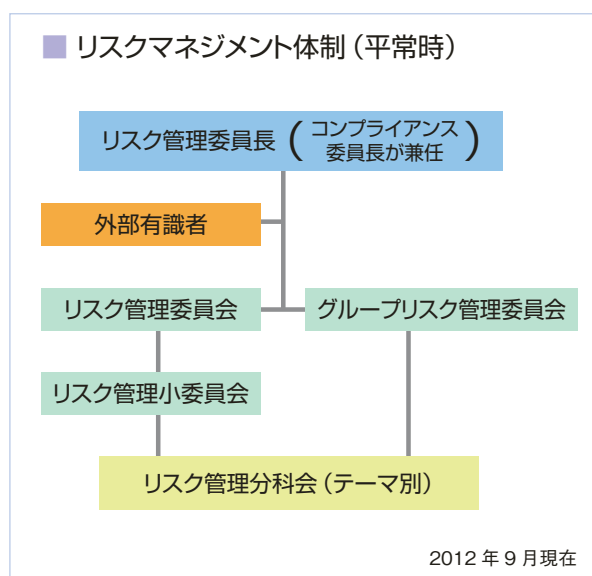 ■ リスクマネジメント体制（平常時）
リスク管理委員長（コンプライアンス
委員長が兼任）
外部有識者
リスク管理委員会
グループリスク管理委員会
リスク管理小委員会
リスク管理分科会（テーマ別）
2012年9月現在